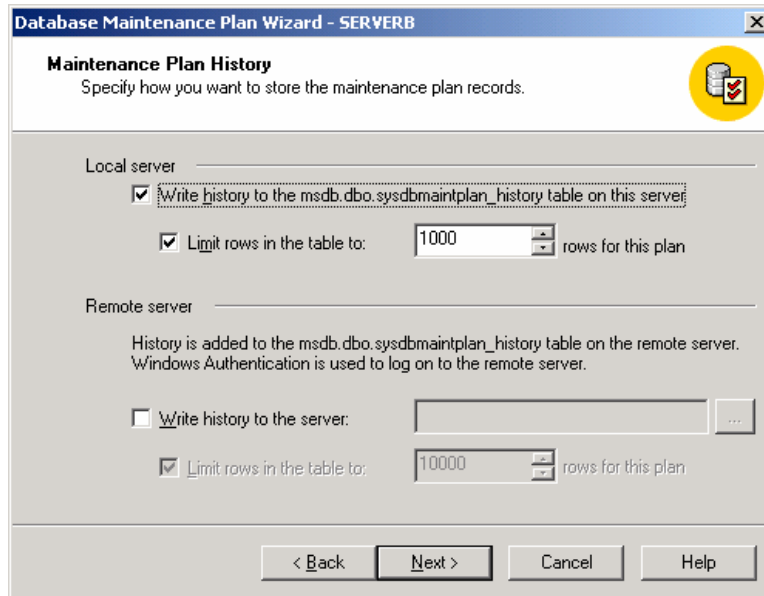 Database Maintenance Plan Wizard - SERVERB
Maintenance Plan History
Specify how you want to store the maintenance plan records.
Local server
Write history to the msdb.dbo.sysdbmaintplan_history table on this server
Limit rows in the table to: 1000 rows for this plan
Remote server
History is added to the msdb.dbo.sysdbmaintplan_history table on the remote server.
Windows Authentication is used to log on to the remote server.
Write history to the server: ...
Limit rows in the table to: 10000 rows for this plan
< Back Next > Cancel Help